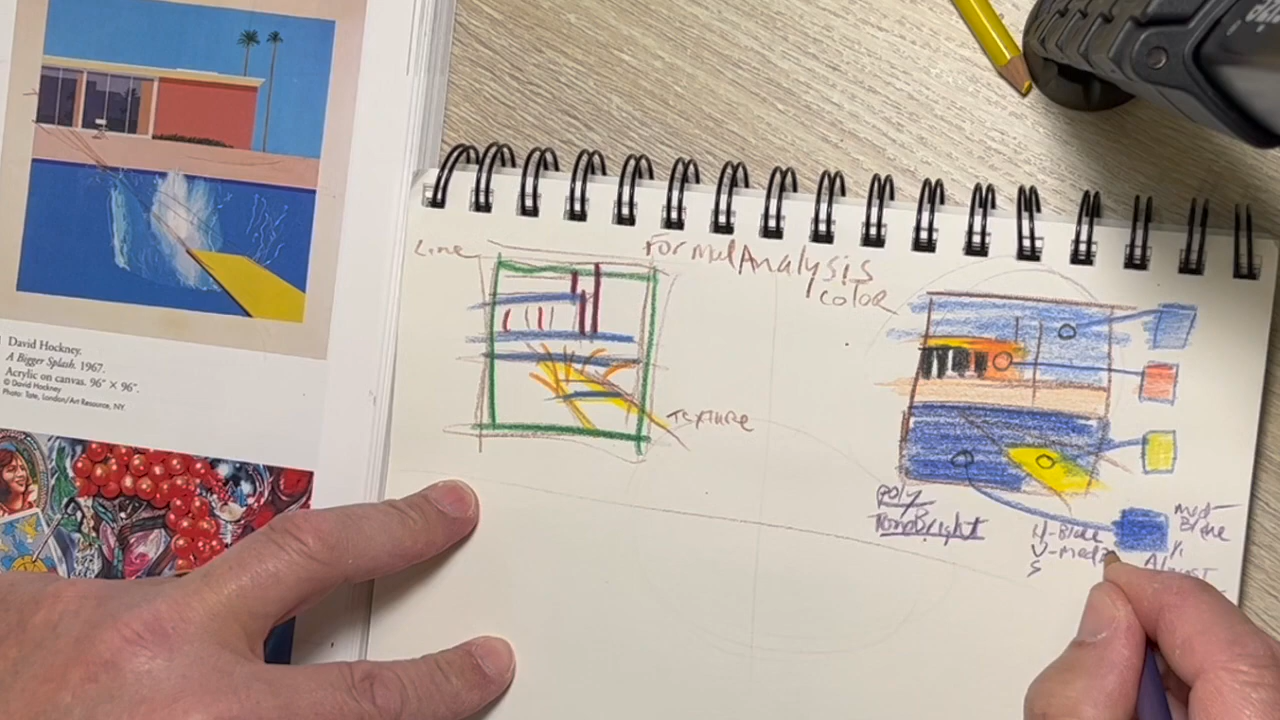 David Hockney.
A Bigger Splash. 1967.
Acrylic on canvas. 96" × 96".
© David Hockney
Photo: Tate, London/Art Resource, NY
Line
Formal Analysis
color
Texture
Poly
Tone Bright
H-Blue
V-med
S
Med-
Blue
Almost